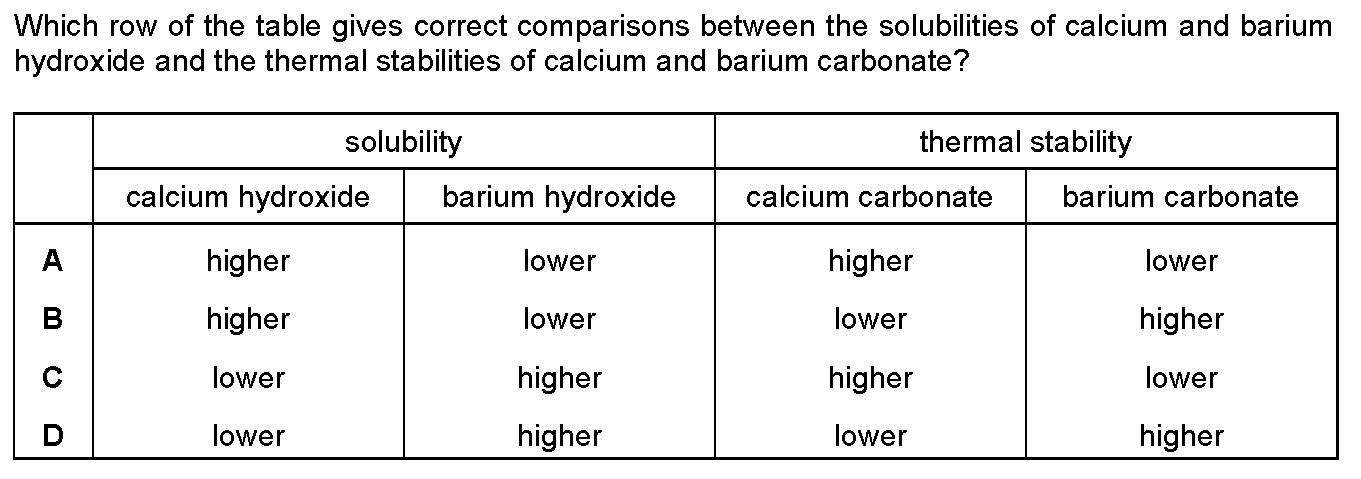 Which row of the table gives correct comparisons between the solubilities of calcium and barium
hydroxide and the thermal stabilities of calcium and barium carbonate?
solubility thermal stability
calcium hydroxide barium hydroxide calcium carbonate barium carbonate
A higher lower higher lower
B higher lower lower higher
C lower higher higher lower
D lower higher lower higher